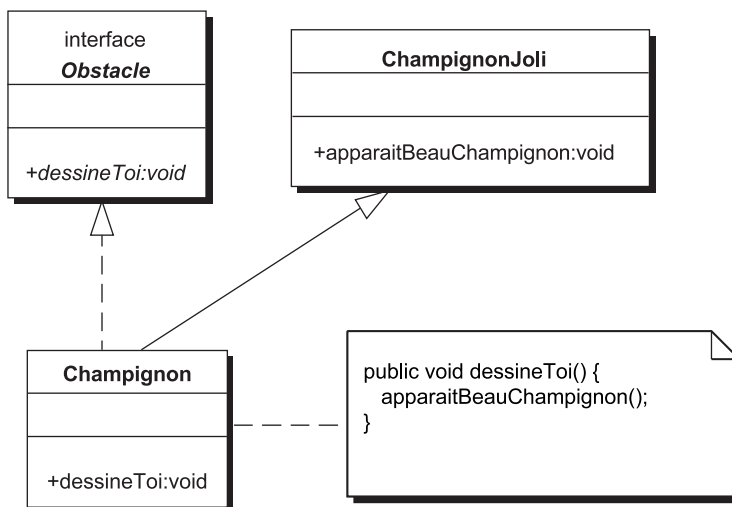 interface
Obstacle
+dessineToi:void
ChampignonJoli
+apparaitBeauChampignon:void
Champignon
+dessineToi:void
public void dessineToi() {
apparaitBeauChampignon();
}